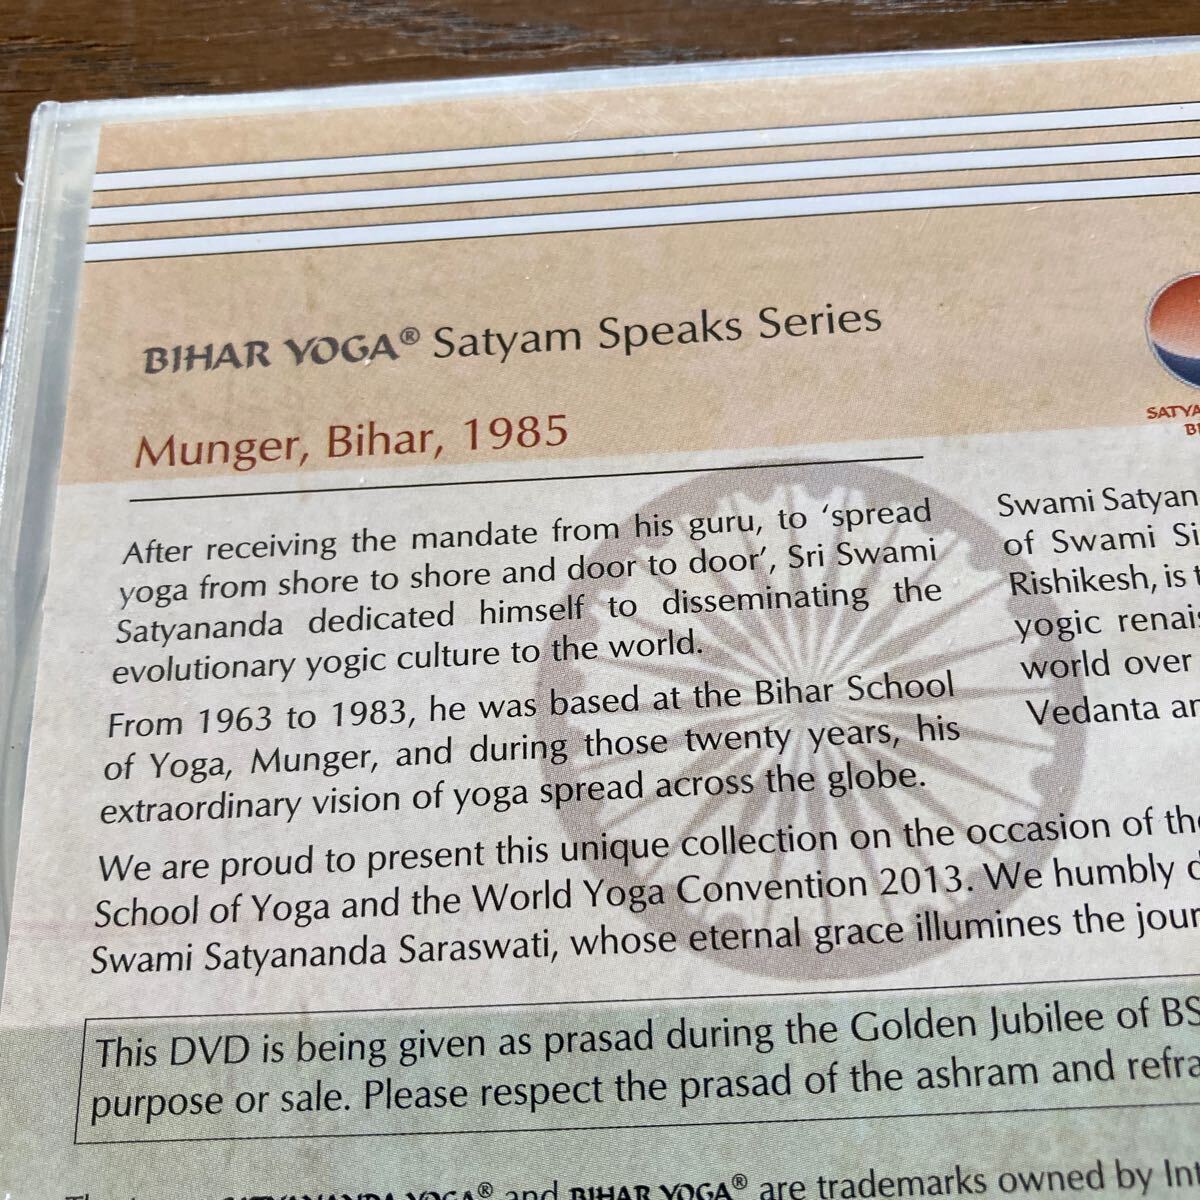 BIHAR YOGA® Satyam Speaks Series
Munger, Bihar, 1985
After receiving the mandate from his guru, to ‘spread
yoga from shore to shore and door to door’, Sri Swami
Satyananda dedicated himself to disseminating the
evolutionary yogic culture to the world.
From 1963 to 1983, he was based at the Bihar School
of Yoga, Munger, and during those twenty years, his
extraordinary vision of yoga spread across the globe.
SATYA
Swami Satyan
of Swami Si
Rishikesh, is
yogic renais
world over
Vedanta
We are proud to present this unique collection on the occasion of the
School of Yoga and the World Yoga Convention 2013. We humbly d
Swami Satyananda Saraswati, whose eternal grace illumines the jour
This DVD is being given as prasad during the Golden Jubilee of BS
purpose or sale. Please respect the prasad of the ashram and refra
YOGA® and BIHAR YOGA® are trademarks owned by Int